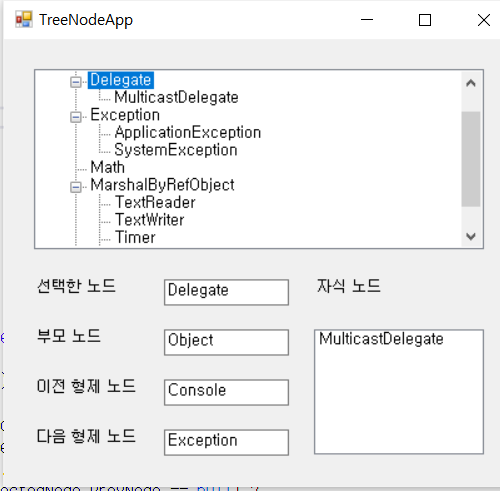 TreeNodeApp
Delegate
MulticastDelegate
Exception
ApplicationException
SystemException
Math
MarshalByRefObject
TextReader
TextWriter
Timer
선택한 노드 Delegate 자식 노드
부모 노드 Object MulticastDelegate
이전 형제 노드 Console
다음 형제 노드 Exception